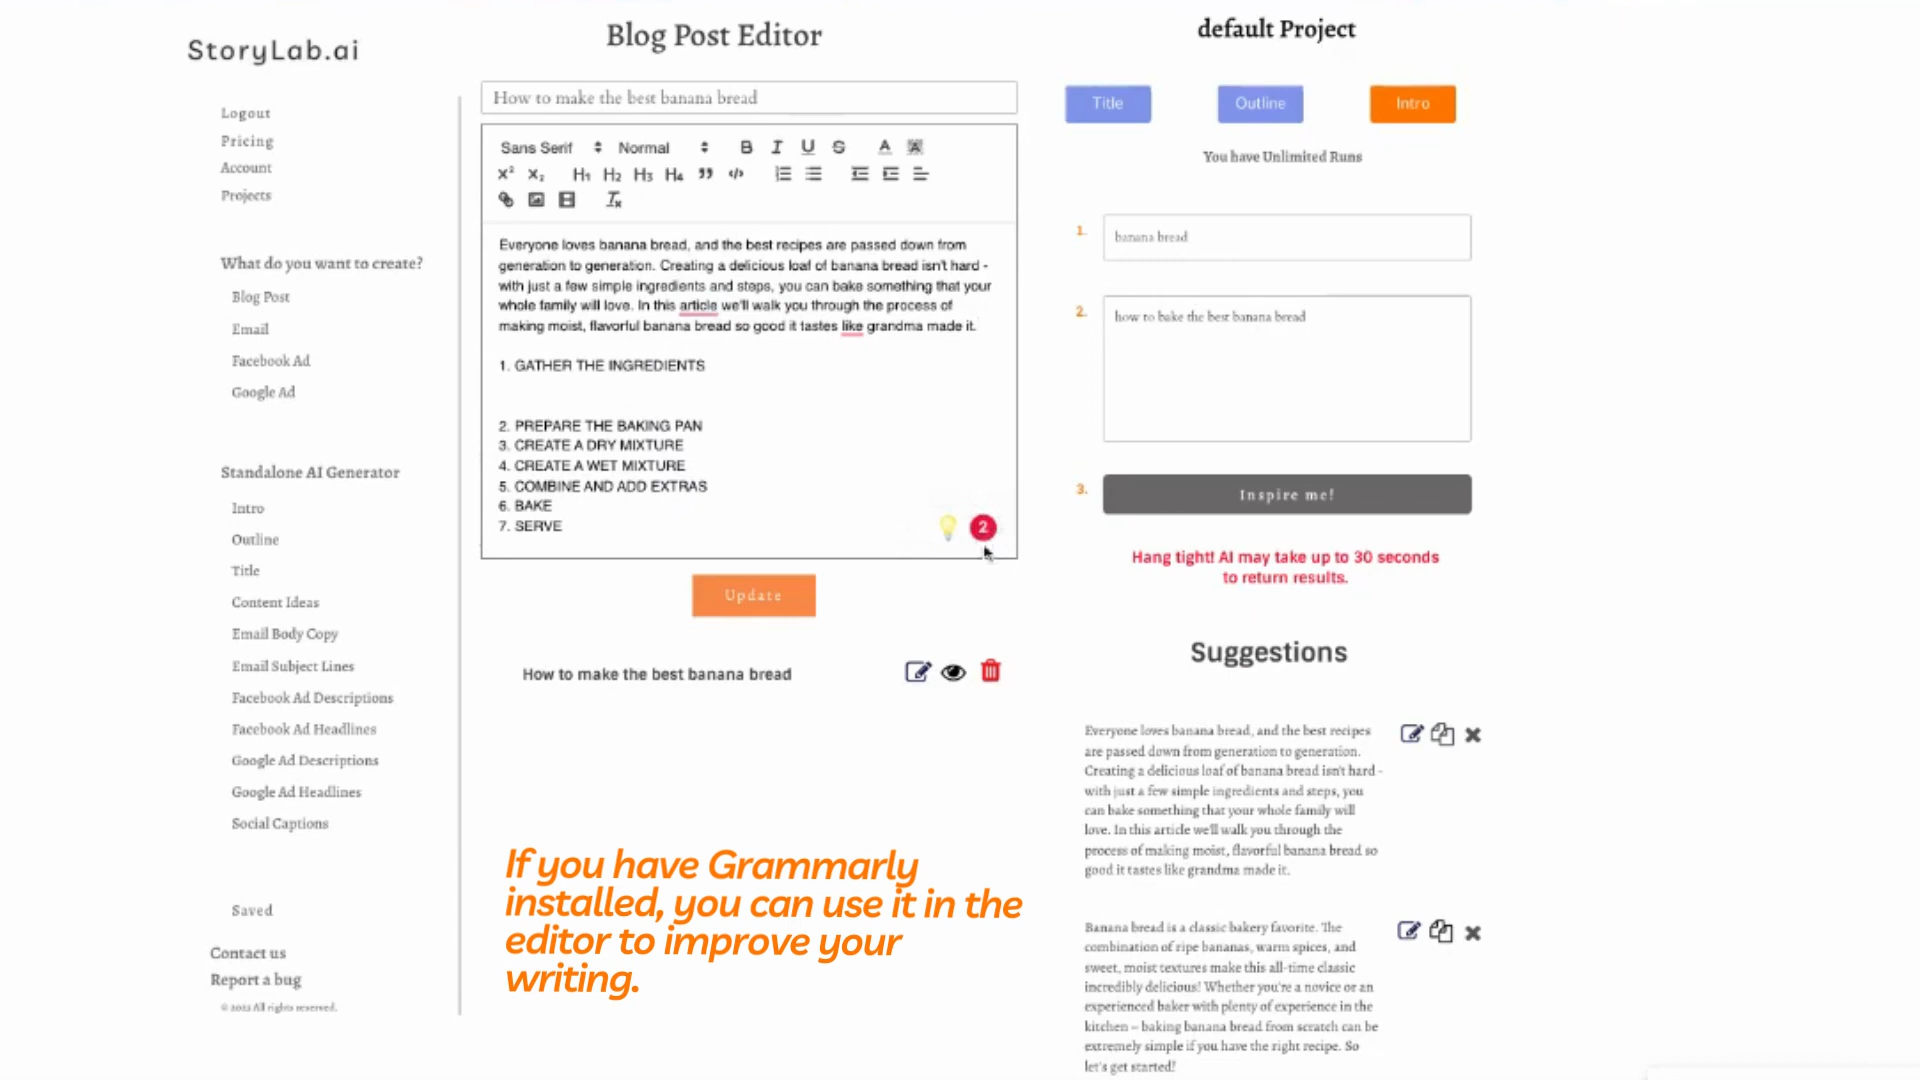 StoryLab.ai
Logout
Pricing
Account
Projects
What do you want to create?
Blog Post
Email
Facebook Ad
Google Ad
Standalone AI Generator
Intro
Outline
Title
Content Ideas
Email Body Copy
Email Subject Lines
Facebook Ad Descriptions
Facebook Ad Headlines
Google Ad Descriptions
Google Ad Headlines
Social Captions
Saved
Contact us
Report a bug
© 2022 All rights reserved.
Blog Post Editor
How to make the best banana bread
Sans Serif Normal B I U S A A
X² X₂ H1 H2 H3 H4 ” </>
Everyone loves banana bread, and the best recipes are passed down from
generation to generation. Creating a delicious loaf of banana bread isn't hard -
with just a few simple ingredients and steps, you can bake something that your
whole family will love. In this article we'll walk you through the process of
making moist, flavorful banana bread so good it tastes like grandma made it.
1. GATHER THE INGREDIENTS
2. PREPARE THE BAKING PAN
3. CREATE A DRY MIXTURE
4. CREATE A WET MIXTURE
5. COMBINE AND ADD EXTRAS
6. BAKE
7. SERVE
2
Update
How to make the best banana bread
If you have Grammarly
installed, you can use it in the
editor to improve your
writing.
default Project
Title Outline Intro
You have Unlimited Runs
1. banana bread
2. how to bake the best banana bread
3. Inspire me!
Hang tight! AI may take up to 30 seconds
to return results.
Suggestions
Everyone loves banana bread, and the best recipes
are passed down from generation to generation.
Creating a delicious loaf of banana bread isn't hard -
with just a few simple ingredients and steps, you
can bake something that your whole family will
love. In this article we'll walk you through the
process of making moist, flavorful banana bread so
good it tastes like grandma made it.
Banana bread is a classic bakery favorite. The
combination of ripe bananas, warm spices, and
sweet, moist textures make this all-time classic
incredibly delicious! Whether you're a novice or an
experienced baker with plenty of experience in the
kitchen – baking banana bread from scratch can be
extremely simple if you have the right recipe. So
let's get started!